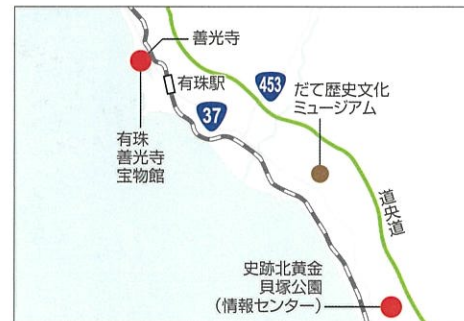 善光寺
有珠駅
453
だて歴史文化
ミュージアム
37
有珠
善光寺
宝物館
道央道
史跡北黄金
貝塚公園
(情報センター)